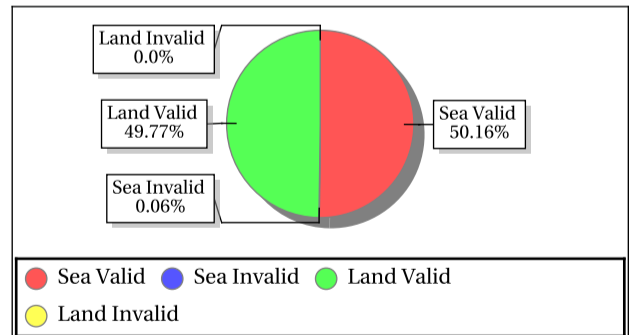 Land Invalid
0.0%
Land Valid
49.77%
Sea Valid
50.16%
Sea Invalid
0.06%
Sea Valid Sea Invalid Land Valid
Land Invalid